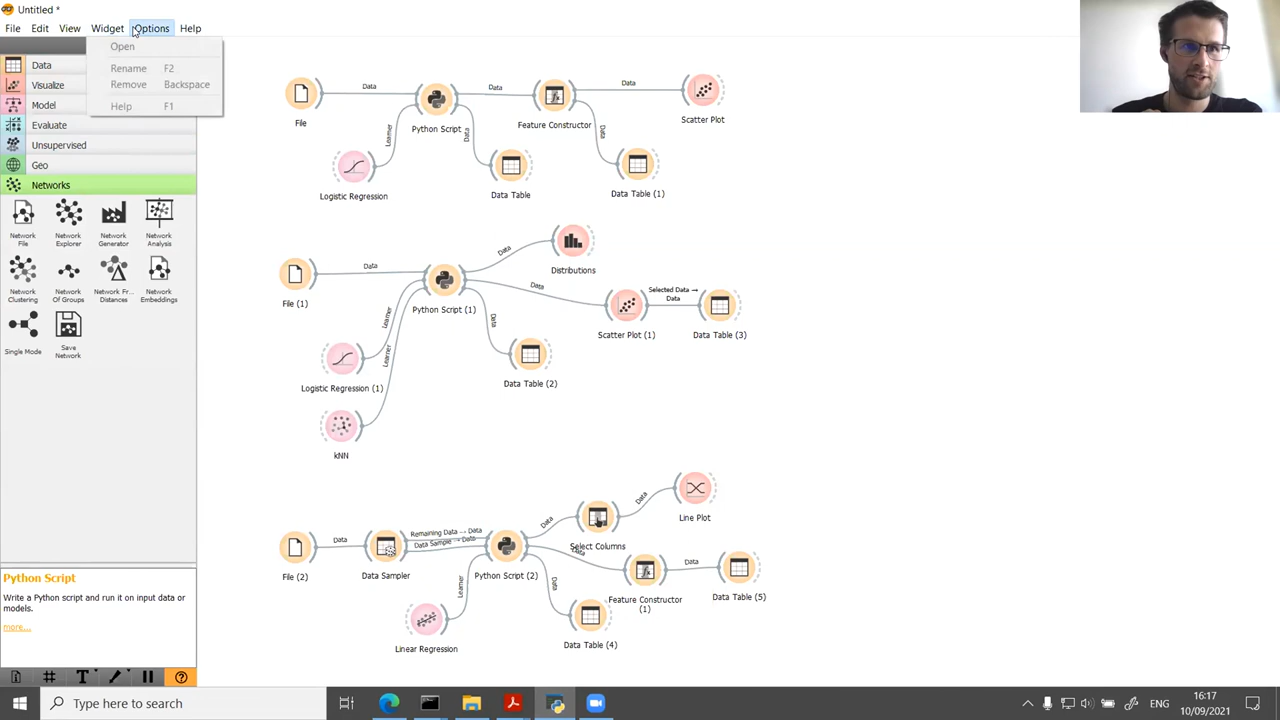 Untitled *
File Edit View Widget Options Help
Open
Rename F2
Remove Backspace
Help F1
Data
Visualize
Model
Evaluate
Unsupervised
Geo
Networks
Network File
Network Explorer
Network Generator
Network Analysis
Network Clustering
Network Of Groups
Network Fr... Distances
Network Embeddings
Single Mode
Save Network
Python Script
Write a Python script and run it on input data or
models.
more...
File
Data
Python Script
Data
Feature Constructor
Data
Scatter Plot
Learner
Data
Data
Logistic Regression
Data Table
Data Table (1)
Data
Distributions
File (1)
Data
Python Script (1)
Data
Scatter Plot (1)
Selected Data →
Data
Data Table (3)
Learner
Learner
Data
Logistic Regression (1)
Data Table (2)
kNN
File (2)
Data
Data Sampler
Remaining Data → Data
Data Sample → Data
Python Script (2)
Data
Select Columns
Data
Line Plot
Data
Feature Constructor
(1)
Data
Data Table (5)
Learner
Data
Linear Regression
Data Table (4)
Type here to search
ENG
16:17
10/09/2021